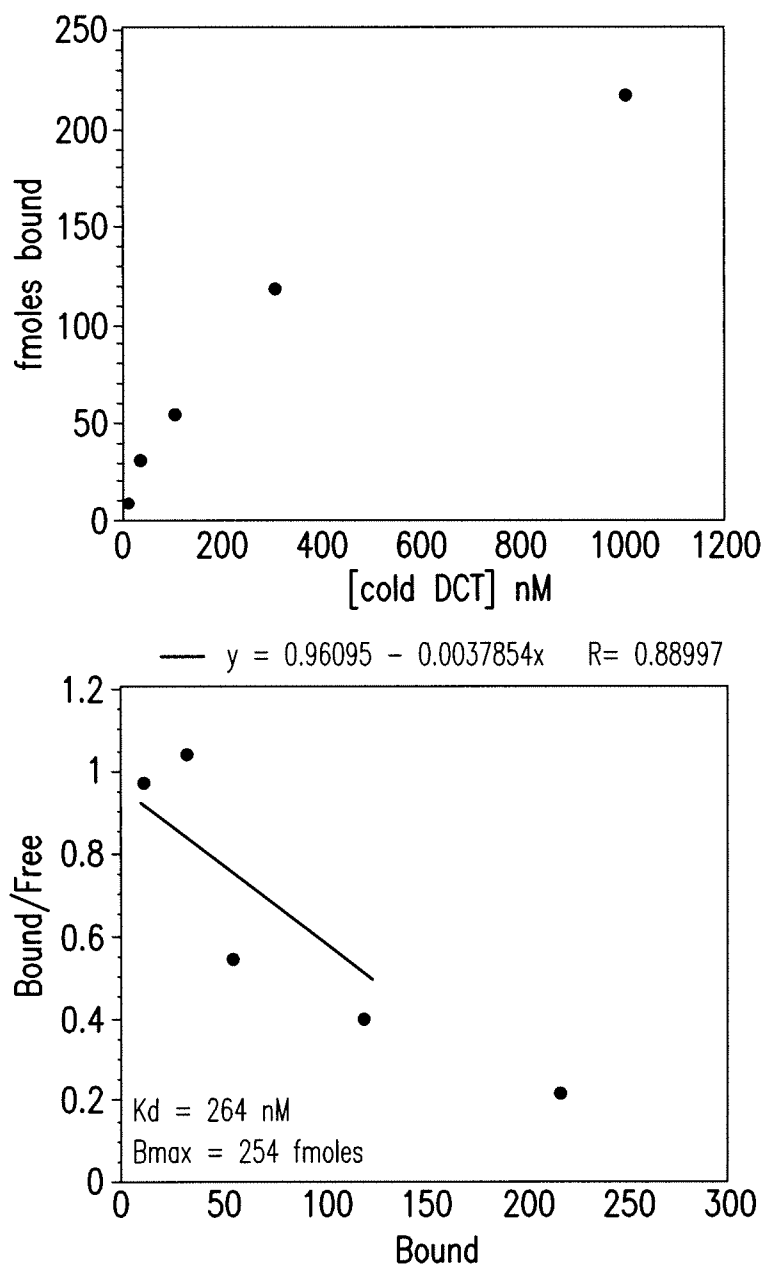 250
200
150
100
50
0
fmoles bound
0 200 400 600 800 1000 1200
[cold DCT] nM
y = 0.96095 - 0.0037854x R= 0.88997
1.2
1
0.8
0.6
0.4
0.2
0
Bound/Free
Kd = 264 nM
Bmax = 254 fmoles
0 50 100 150 200 250 300
Bound